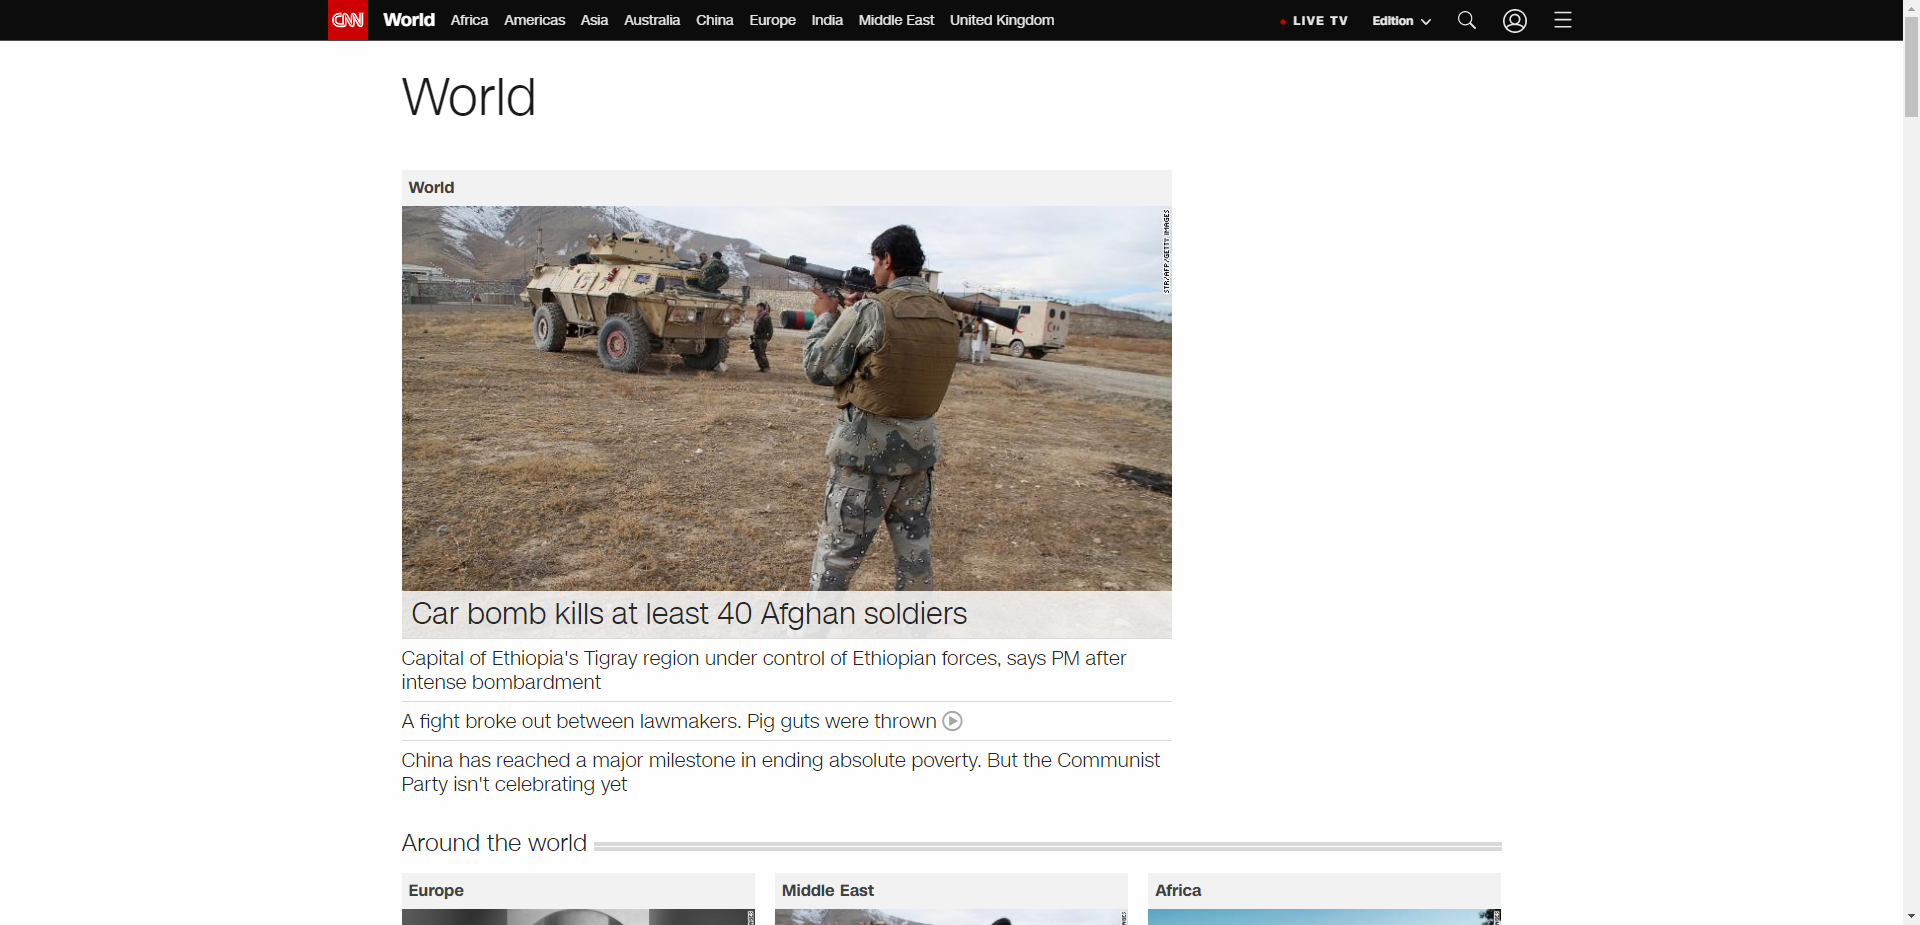 CNN World Africa Americas Asia Australia China Europe India Middle East United Kingdom LIVE TV Edition
World
World
STR/AFP/GETTY IMAGES
Car bomb kills at least 40 Afghan soldiers
Capital of Ethiopia's Tigray region under control of Ethiopian forces, says PM after
intense bombardment
A fight broke out between lawmakers. Pig guts were thrown
China has reached a major milestone in ending absolute poverty. But the Communist
Party isn't celebrating yet
Around the world
Europe
Middle East
Africa